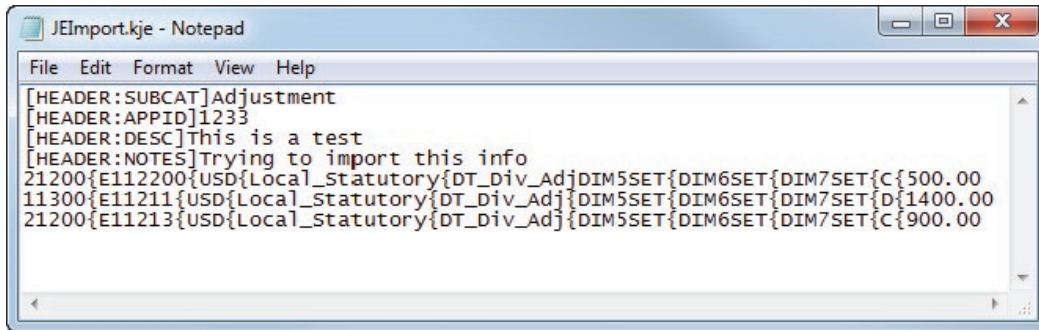 JEImport.kje - Notepad
File Edit Format View Help
[HEADER:SUBCAT]Adjustment
[HEADER:APPID]1233
[HEADER:DESC]This is a test
[HEADER:NOTES]Trying to import this info
21200{E112200{USD{Local_Statutory{DT_Div_AdjDIM5SET{DIM6SET{DIM7SET{C{500.00
11300{E11211{USD{Local_Statutory{DT_Div_Adj{DIM5SET{DIM6SET{DIM7SET{D{1400.00
21200{E11213{USD{Local_Statutory{DT_Div_Adj{DIM5SET{DIM6SET{DIM7SET{C{900.00